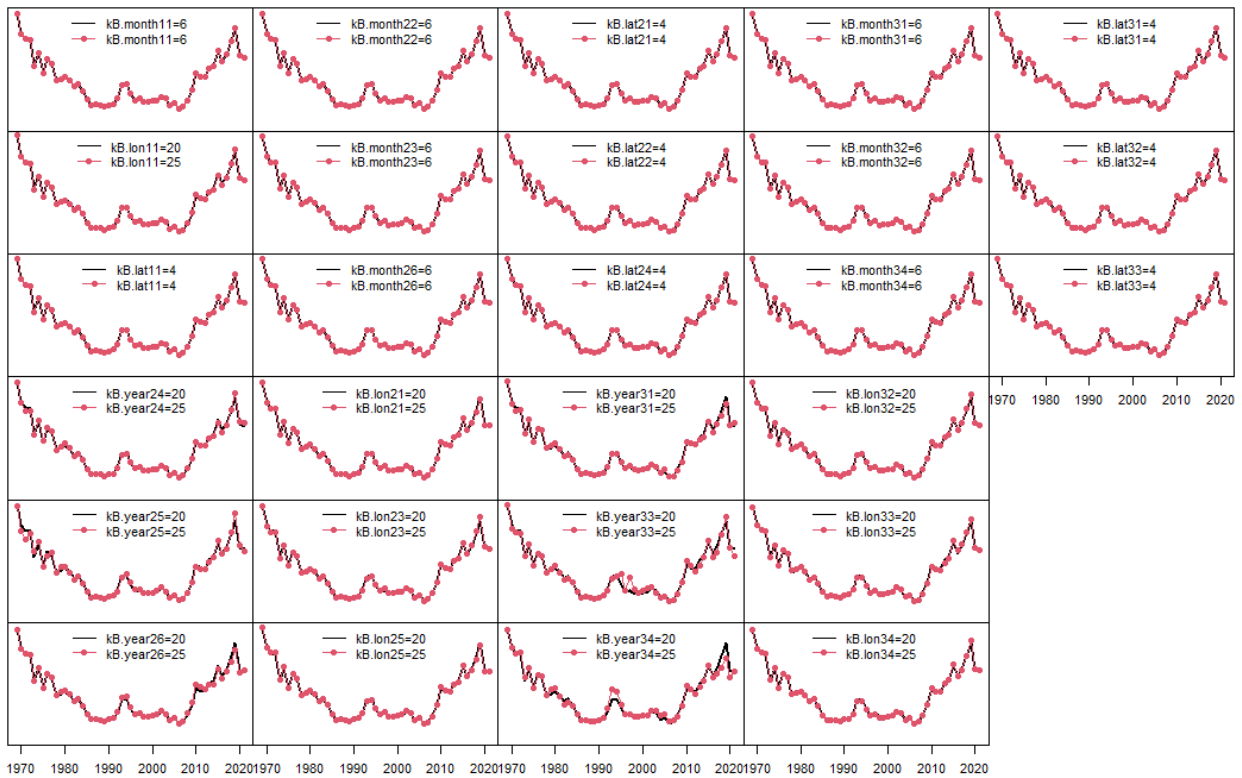 kB.month11=6
kB.month11=6
kB.month22=6
kB.month22=6
kB.lat21=4
kB.lat21=4
kB.month31=6
kB.month31=6
kB.lat31=4
kB.lat31=4
kB.lon11=20
kB.lon11=25
kB.month23=6
kB.month23=6
kB.lat22=4
kB.lat22=4
kB.month32=6
kB.month32=6
kB.lat32=4
kB.lat32=4
kB.lat11=4
kB.lat11=4
kB.month26=6
kB.month26=6
kB.lat24=4
kB.lat24=4
kB.month34=6
kB.month34=6
kB.lat33=4
kB.lat33=4
kB.year24=20
kB.year24=25
kB.lon21=20
kB.lon21=25
kB.year31=20
kB.year31=25
kB.lon32=20
kB.lon32=25
1970 1980 1990 2000 2010 2020
kB.year25=20
kB.year25=25
kB.lon23=20
kB.lon23=25
kB.year33=20
kB.year33=25
kB.lon33=20
kB.lon33=25
kB.year26=20
kB.year26=25
kB.lon25=20
kB.lon25=25
kB.year34=20
kB.year34=25
kB.lon34=20
kB.lon34=25
1970 1980 1990 2000 2010 2020 1970 1980 1990 2000 2010 2020 1970 1980 1990 2000 2010 2020 1970 1980 1990 2000 2010 2020